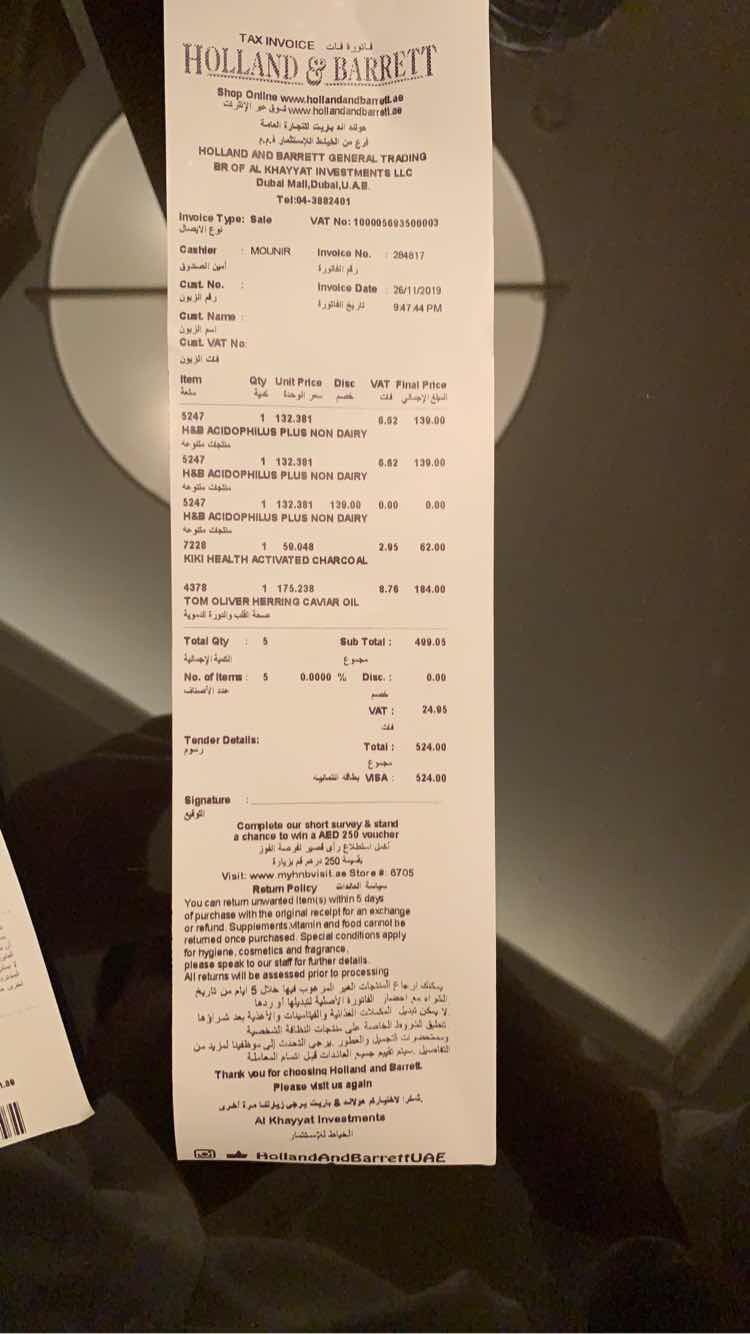 TAX INVOICE فاتورة فات
HOLLAND & BARRETT
Shop Online www.hollandandbarrett.ae
تسوق عبر الإنترنت www.hollandandbarrett.ae
هولاند اند باريت للتجارة العامة
فرع من الخياط للإستثمار ذ.م.م
HOLLAND AND BARRETT GENERAL TRADING
BR OF AL KHAYYAT INVESTMENTS LLC
Dubai Mall,Dubai,U.A.E.
Tel:04-3882401
Invoice Type: Sale VAT No: 100005693500003
نوع الايصال
Cashier : MOUNIR Invoice No. : 284817
أمين الصندوق رقم الفاتورة
Cust. No. : Invoice Date : 26/11/2019
رقم الزبون تاريخ الفاتورة 9:47:44 PM
Cust. Name :
اسم الزبون
Cust. VAT No:
فات الزبون
Item Qty Unit Price Disc VAT Final Price
سلعة كمية سعر الوحدة خصم فات المبلغ الإجمالي
5247 1 132.381 6.62 139.00
H&B ACIDOPHILUS PLUS NON DAIRY
منتجات متنوعة
5247 1 132.381 6.62 139.00
H&B ACIDOPHILUS PLUS NON DAIRY
منتجات متنوعة
5247 1 132.381 139.00 0.00 0.00
H&B ACIDOPHILUS PLUS NON DAIRY
منتجات متنوعة
7228 1 59.048 2.95 62.00
KIKI HEALTH ACTIVATED CHARCOAL
4378 1 175.238 8.76 184.00
TOM OLIVER HERRING CAVIAR OIL
صحة القلب والدورة الدموية
Total Qty : 5 Sub Total : 499.05
الكمية الإجمالية مجموع
No. of Items : 5 0.0000 % Disc. : 0.00
عدد الأصناف خصم
VAT : 24.95
فات
Tender Details: Total : 524.00
رسوم مجموع
بطاقة ائتمانية VISA : 524.00
Signature :
التوقيع
Complete our short survey & stand
a chance to win a AED 250 voucher
أكمل استطلاع رأى قصير لفرصة الفوز
بقسيمة 250 درهم قم بزيارة
Visit: www.myhnbvisit.ae Store #: 6705
Return Policy سياسة العائدات
You can return unwanted item(s) within 5 days
of purchase with the original receipt for an exchange
or refund. Supplements,vitamin and food cannot be
returned once purchased. Special conditions apply
for hygiene, cosmetics and fragrance,
please speak to our staff for further details.
All returns will be assessed prior to processing
يمكنك إرجاع المنتجات الغير المرغوب فيها خلال 5 ايام من تاريخ
الشراء مع احضار الفاتورة الأصلية لتبديلها أو ردها
.لا يمكن تبديل المكملات الغذائية والفيتامينات والأغذية بعد شراؤها
تطبق الشروط الخاصة على منتجات النظافة الشخصية
ومستحضرات التجميل والعطور .يرجى التحدث إلى موظفينا لمزيد من
التفاصيل .سيتم تقييم جميع العائدات قبل اتمام المعاملة
Thank you for choosing Holland and Barrett.
Please visit us again
.شكرا لاختياركم هولاند & باريت يرجى زيارتنا مرة أخرى
Al Khayyat Investments
الخياط للإستثمار
HollandAndBarrettUAE